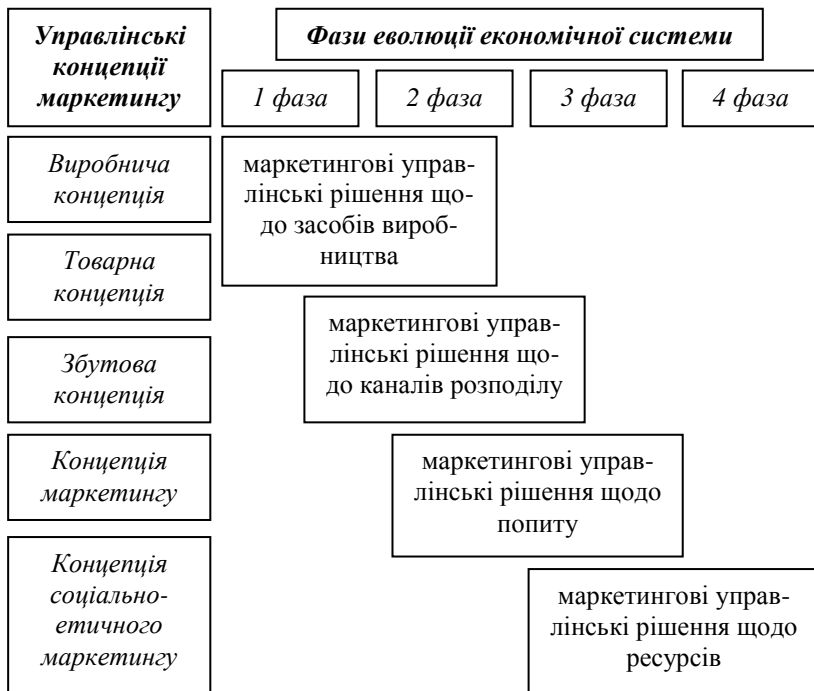 Управлінські
концепції
маркетингу
Фази еволюції економічної системи
1 фаза
2 фаза
3 фаза
4 фаза
Виробнича
концепція
маркетингові управ-
лінські рішення що-
до засобів вироб-
ництва
Товарна
концепція
маркетингові управ-
лінські рішення що-
до каналів розподілу
Збутова
концепція
Концепція
маркетингу
маркетингові управ-
лінські рішення щодо
попиту
Концепція
соціально-
етичного
маркетингу
маркетингові управ-
лінські рішення щодо
ресурсів